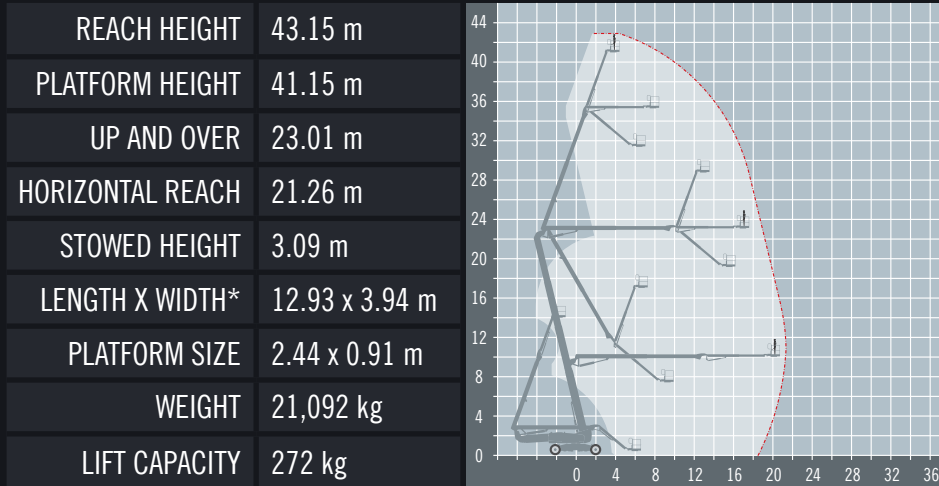 REACH HEIGHT 43.15 m
PLATFORM HEIGHT 41.15 m
UP AND OVER 23.01 m
HORIZONTAL REACH 21.26 m
STOWED HEIGHT 3.09 m
LENGTH X WIDTH* 12.93 x 3.94 m
PLATFORM SIZE 2.44 x 0.91 m
WEIGHT 21,092 kg
LIFT CAPACITY 272 kg
44
40
36
32
28
24
20
16
12
8
4
0
0 4 8 12 16 20 24 28 32 36